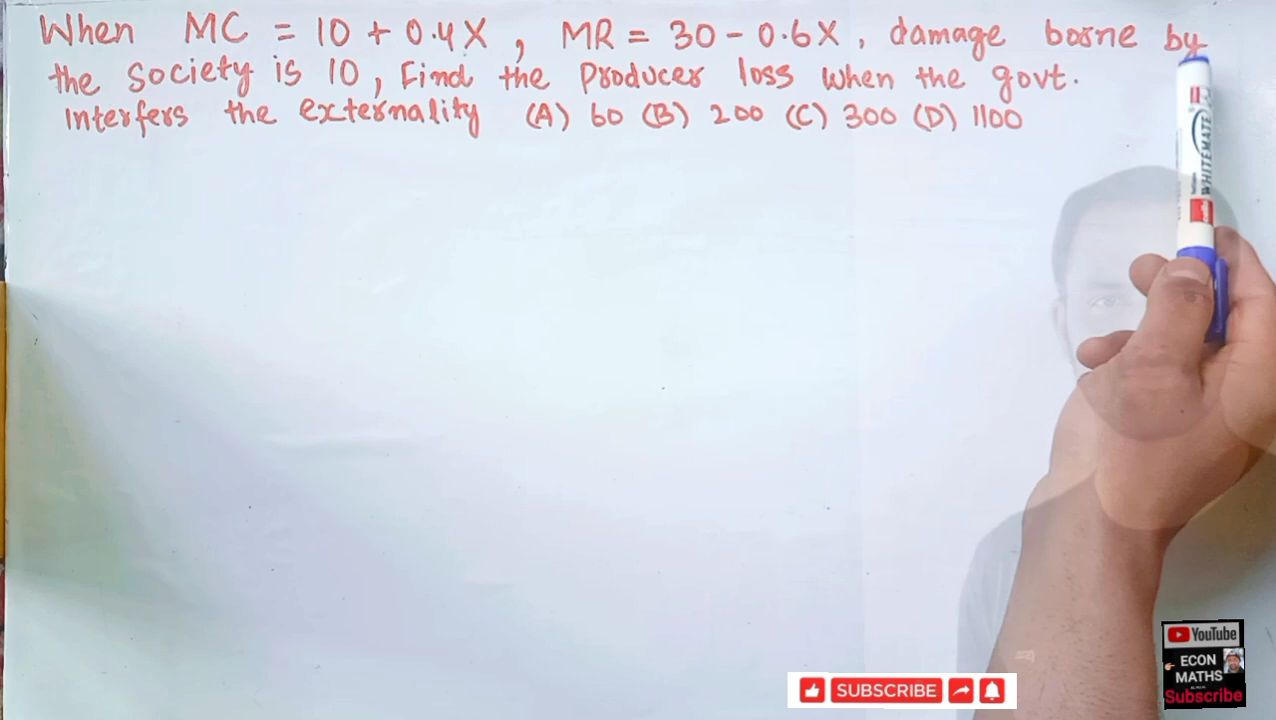 When MC = 10 + 0.4X, MR = 30 - 0.6X, damage borne by
the Society is 10, Find the Producer loss when the govt.
Interfers the externality (A) 60 (B) 200 (C) 300 (D) 1100
WHITEMATE
YouTube
ECON
MATHS
Subscribe
SUBSCRIBE